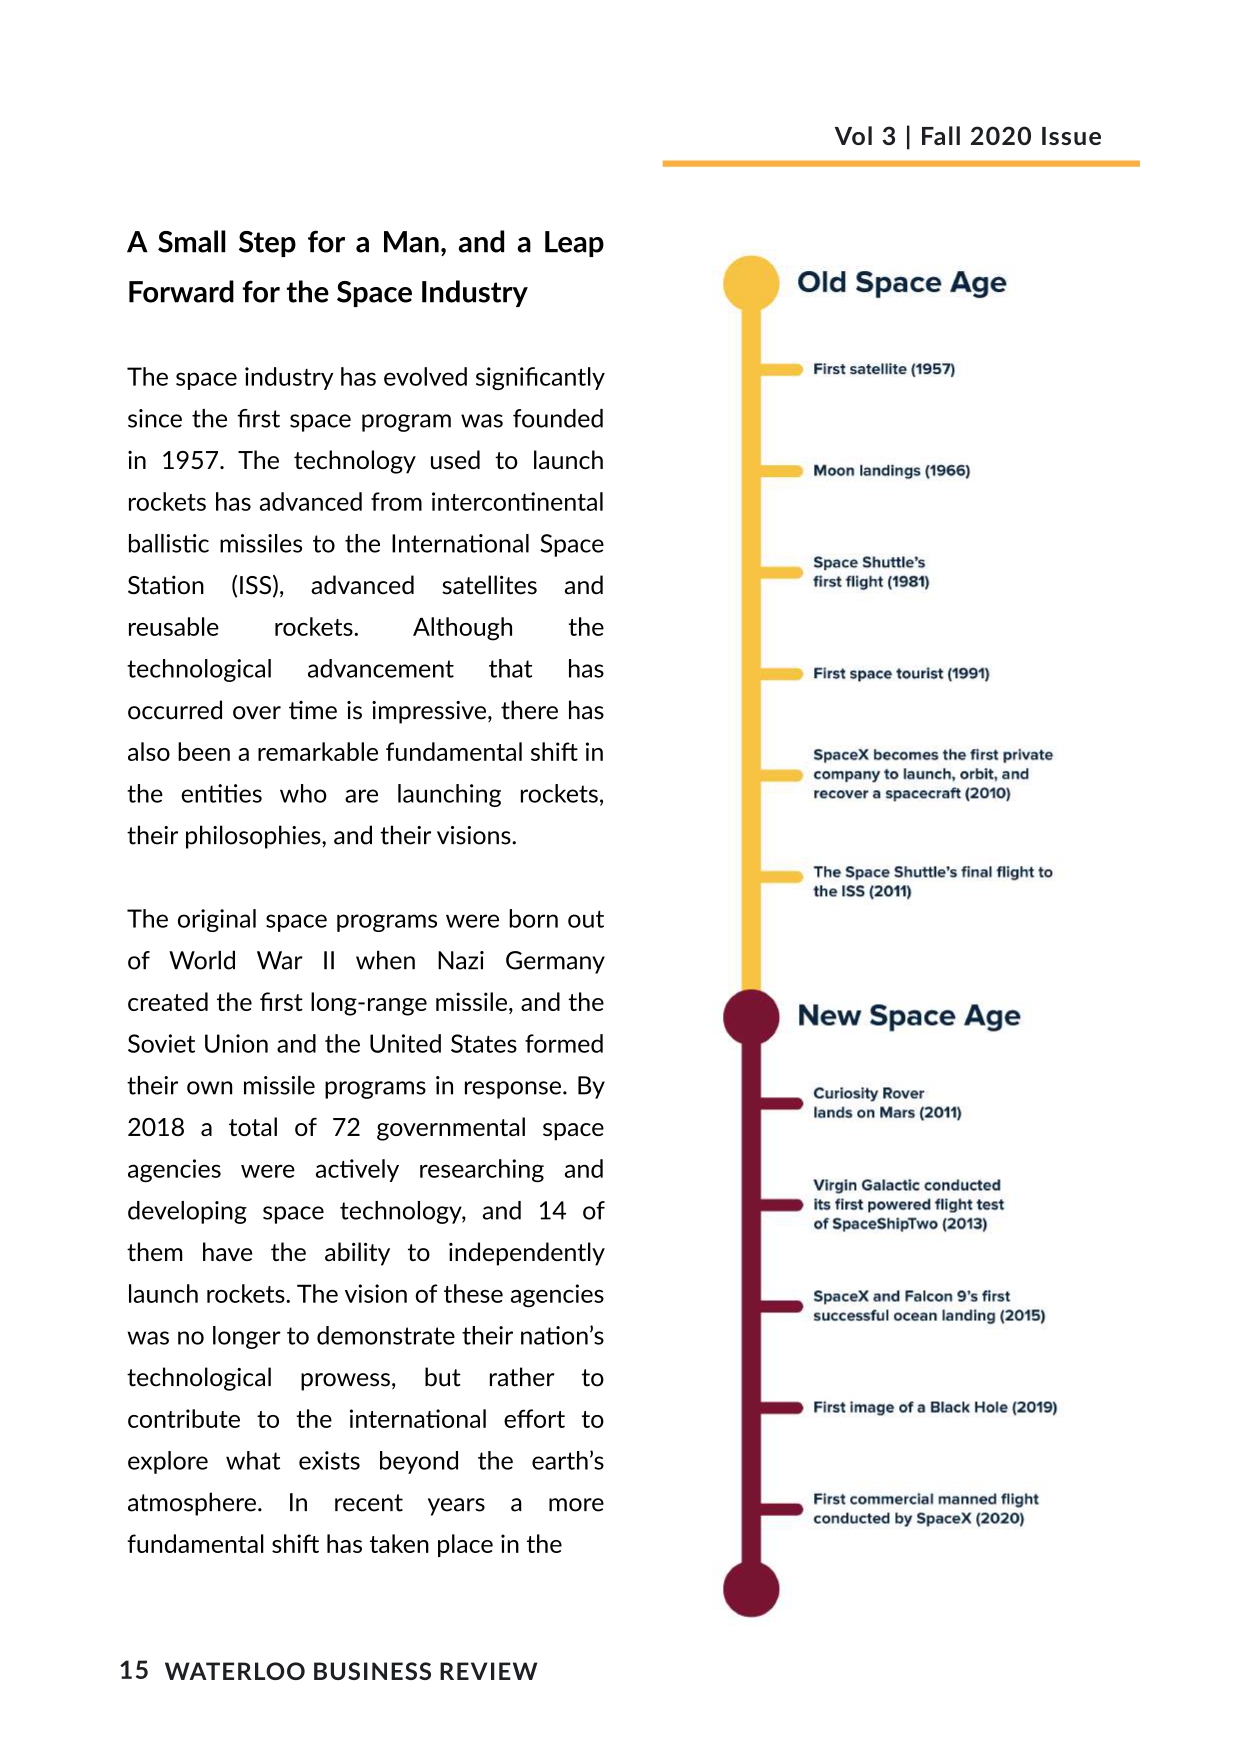 Vol 3 | Fall 2020 Issue
A Small Step for a Man, and a Leap
Forward for the Space Industry
The space industry has evolved significantly
since the first space program was founded
in 1957. The technology used to launch
rockets has advanced from intercontinental
ballistic missiles to the International Space
Station (ISS), advanced satellites and
reusable rockets. Although the
technological advancement that has
occurred over time is impressive, there has
also been a remarkable fundamental shift in
the entities who are launching rockets,
their philosophies, and their visions.
The original space programs were born out
of World War II when Nazi Germany
created the first long-range missile, and the
Soviet Union and the United States formed
their own missile programs in response. By
2018 a total of 72 governmental space
agencies were actively researching and
developing space technology, and 14 of
them have the ability to independently
launch rockets. The vision of these agencies
was no longer to demonstrate their nation’s
technological prowess, but rather to
contribute to the international effort to
explore what exists beyond the earth’s
atmosphere. In recent years a more
fundamental shift has taken place in the
Old Space Age
First satellite (1957)
Moon landings (1966)
Space Shuttle’s
first flight (1981)
First space tourist (1991)
SpaceX becomes the first private
company to launch, orbit, and
recover a spacecraft (2010)
The Space Shuttle’s final flight to
the ISS (2011)
New Space Age
Curiosity Rover
lands on Mars (2011)
Virgin Galactic conducted
its first powered flight test
of SpaceShipTwo (2013)
SpaceX and Falcon 9’s first
successful ocean landing (2015)
First image of a Black Hole (2019)
First commercial manned flight
conducted by SpaceX (2020)
15 WATERLOO BUSINESS REVIEW